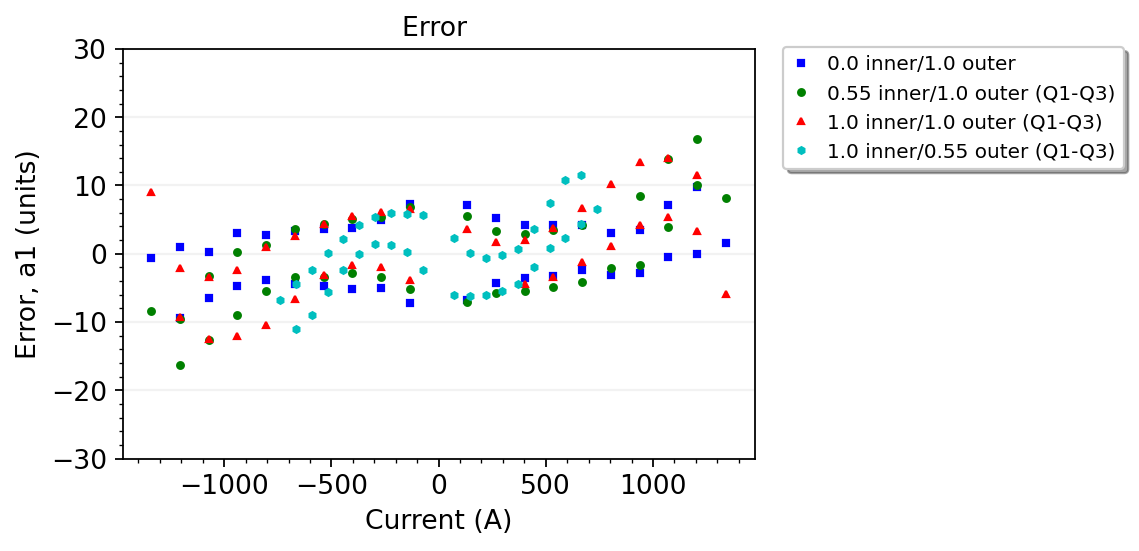 Error
30
20
10
0
−10
−20
−30
Error, a1 (units)
−1000
−500
0
500
1000
Current (A)
0.0 inner/1.0 outer
0.55 inner/1.0 outer (Q1-Q3)
1.0 inner/1.0 outer (Q1-Q3)
1.0 inner/0.55 outer (Q1-Q3)